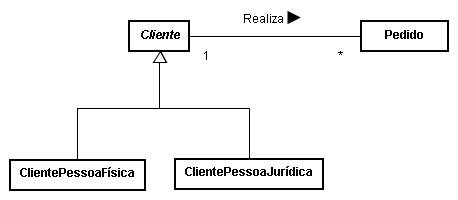 Realiza ▶
Cliente
Pedido
1
*
ClientePessoaFísica
ClientePessoaJurídica